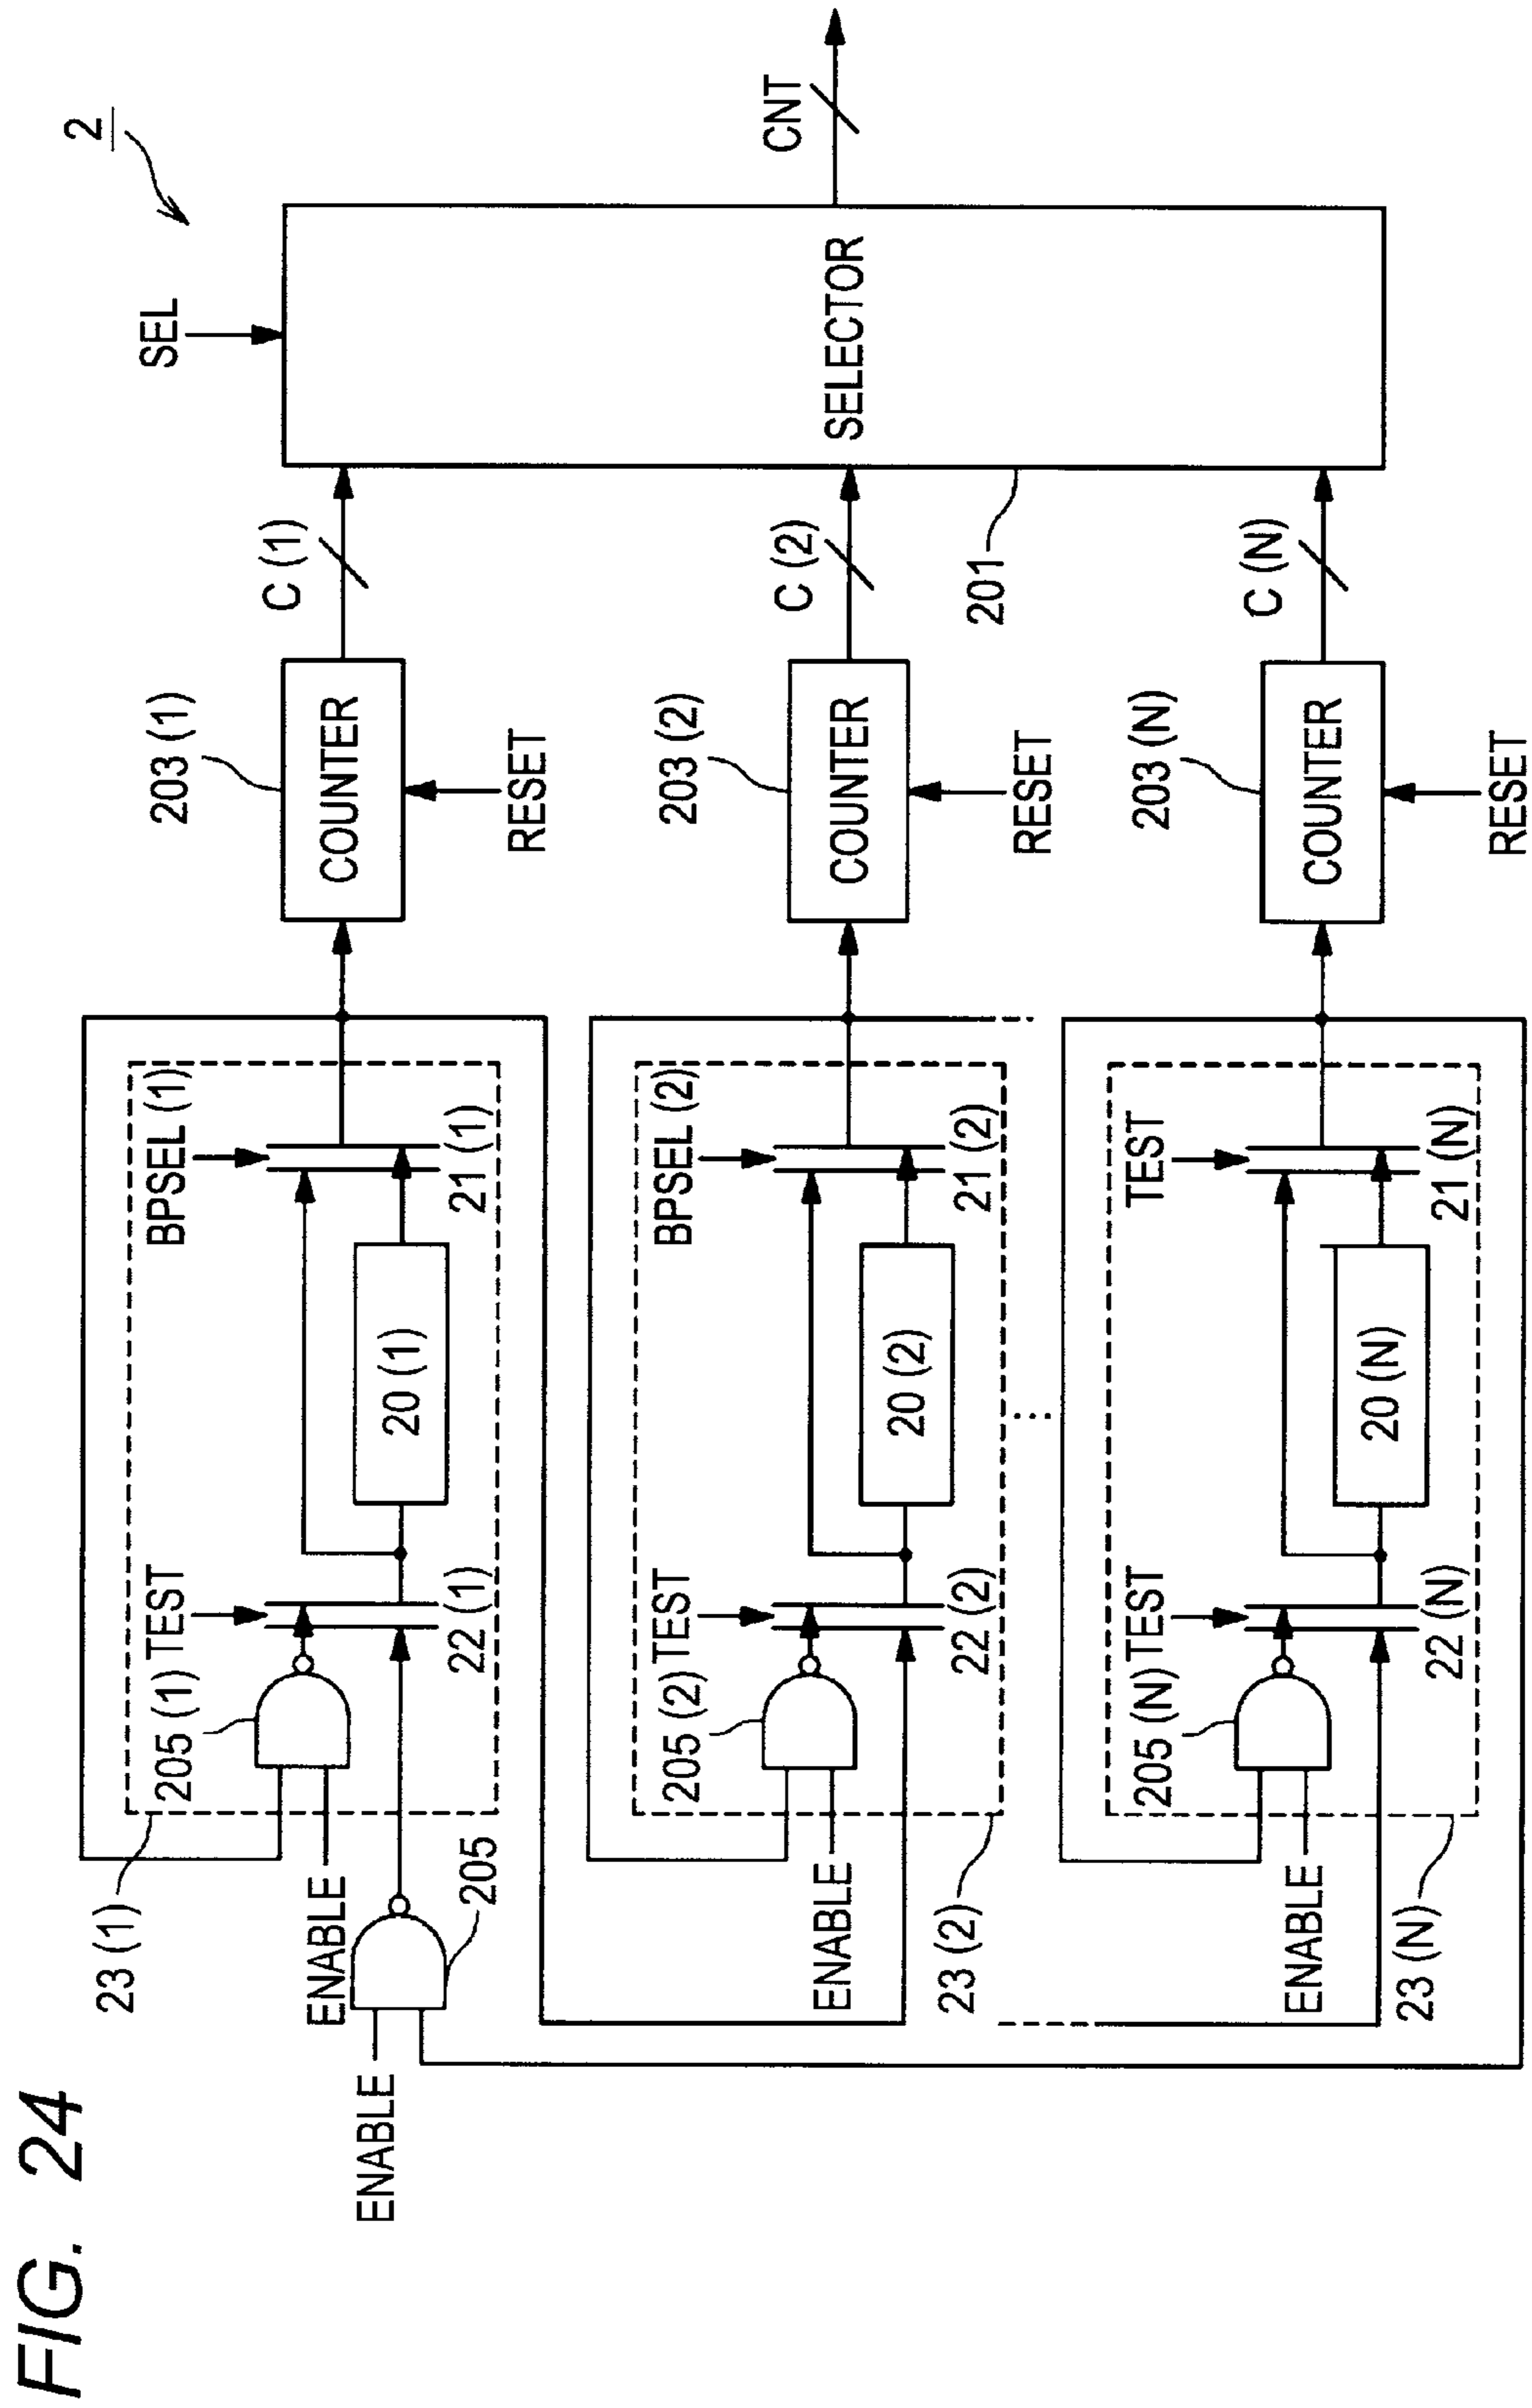 FIG. 24
2
SEL
SELECTOR
CNT
201
23 (1)
205 (1)
TEST
BPSEL (1)
20 (1)
22 (1)
21 (1)
ENABLE
ENABLE
205
203 (1)
COUNTER
RESET
C (1)
205 (2)
TEST
BPSEL (2)
20 (2)
22 (2)
21 (2)
ENABLE
23 (2)
203 (2)
COUNTER
RESET
C (2)
...
205 (N)
TEST
TEST
20 (N)
22 (N)
21 (N)
ENABLE
23 (N)
203 (N)
COUNTER
RESET
C (N)